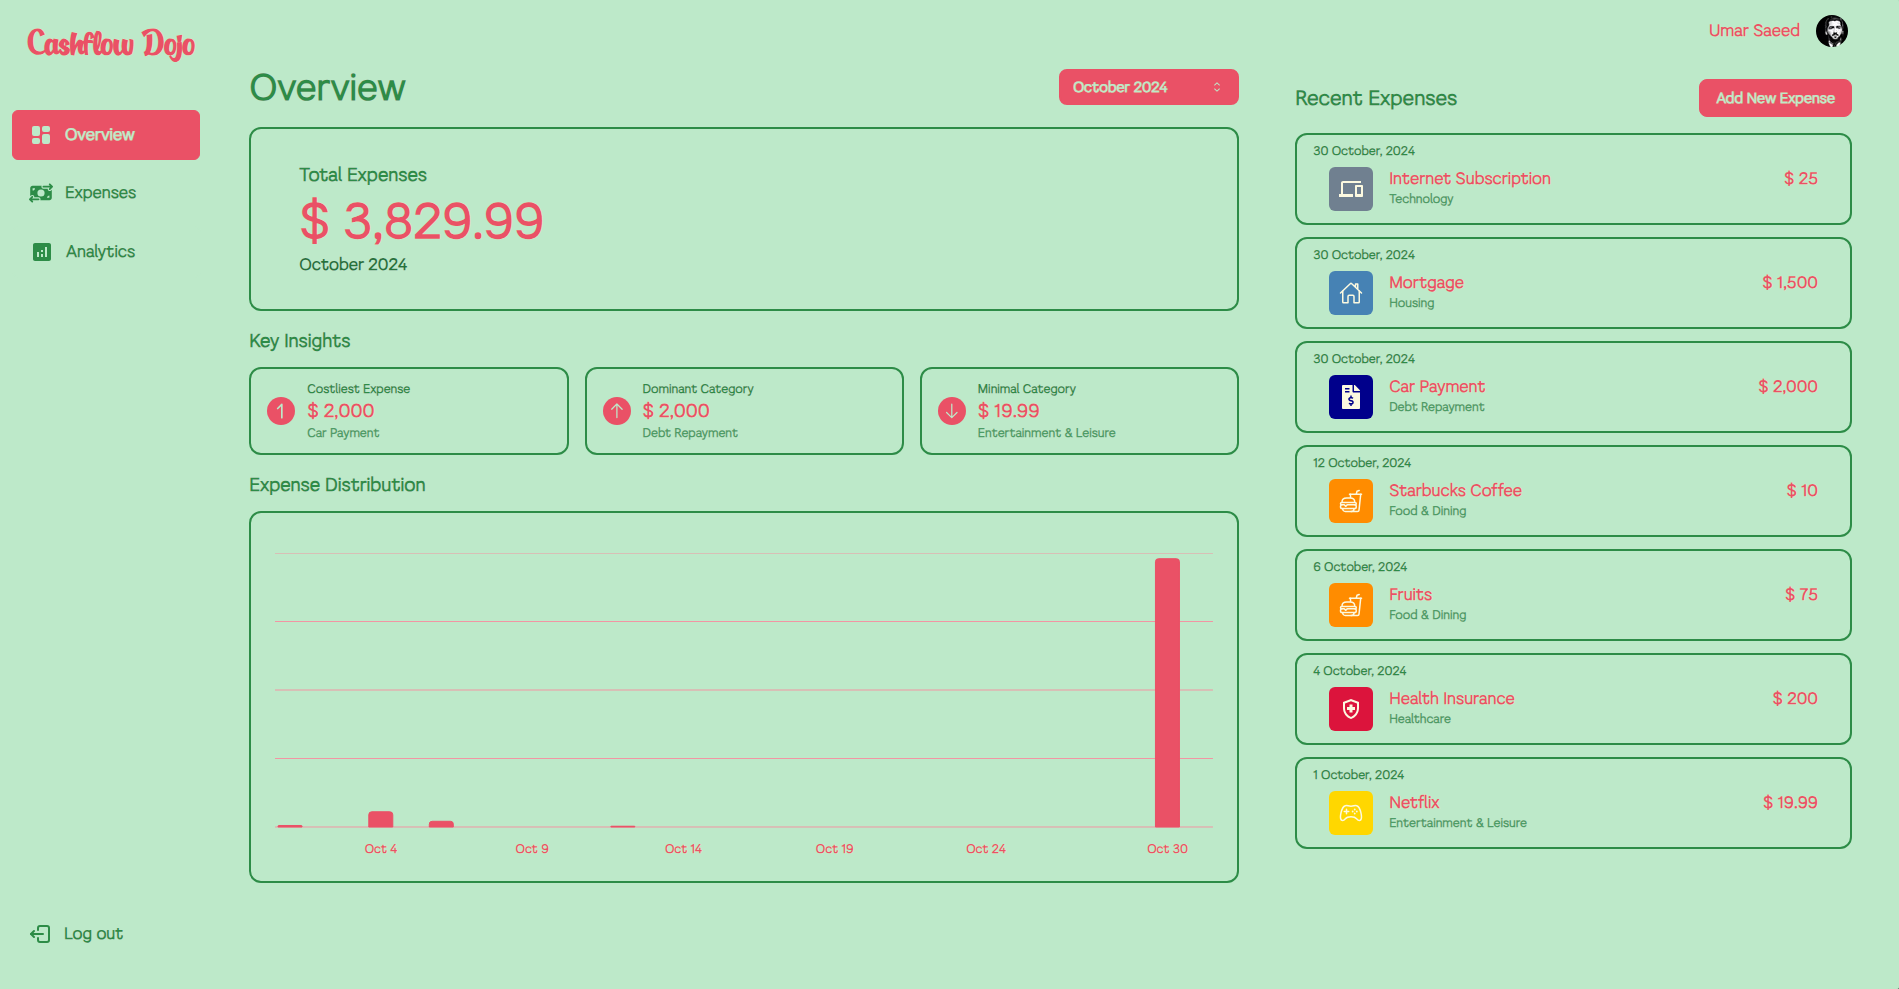 Cashflow Dojo
Overview
Expenses
Analytics
Log out
Overview
October 2024
Total Expenses
$ 3,829.99
October 2024
Key Insights
1
Costliest Expense
$ 2,000
Car Payment
Dominant Category
$ 2,000
Debt Repayment
Minimal Category
$ 19.99
Entertainment & Leisure
Expense Distribution
Oct 4 Oct 9 Oct 14 Oct 19 Oct 24 Oct 30
Umar Saeed
Recent Expenses
Add New Expense
30 October, 2024
Internet Subscription $ 25
Technology
30 October, 2024
Mortgage $ 1,500
Housing
30 October, 2024
Car Payment $ 2,000
Debt Repayment
12 October, 2024
Starbucks Coffee $ 10
Food & Dining
6 October, 2024
Fruits $ 75
Food & Dining
4 October, 2024
Health Insurance $ 200
Healthcare
1 October, 2024
Netflix $ 19.99
Entertainment & Leisure